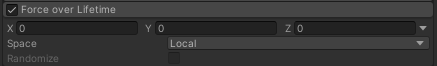 Force over Lifetime
X 0 Y 0 Z 0
Space Local
Randomize